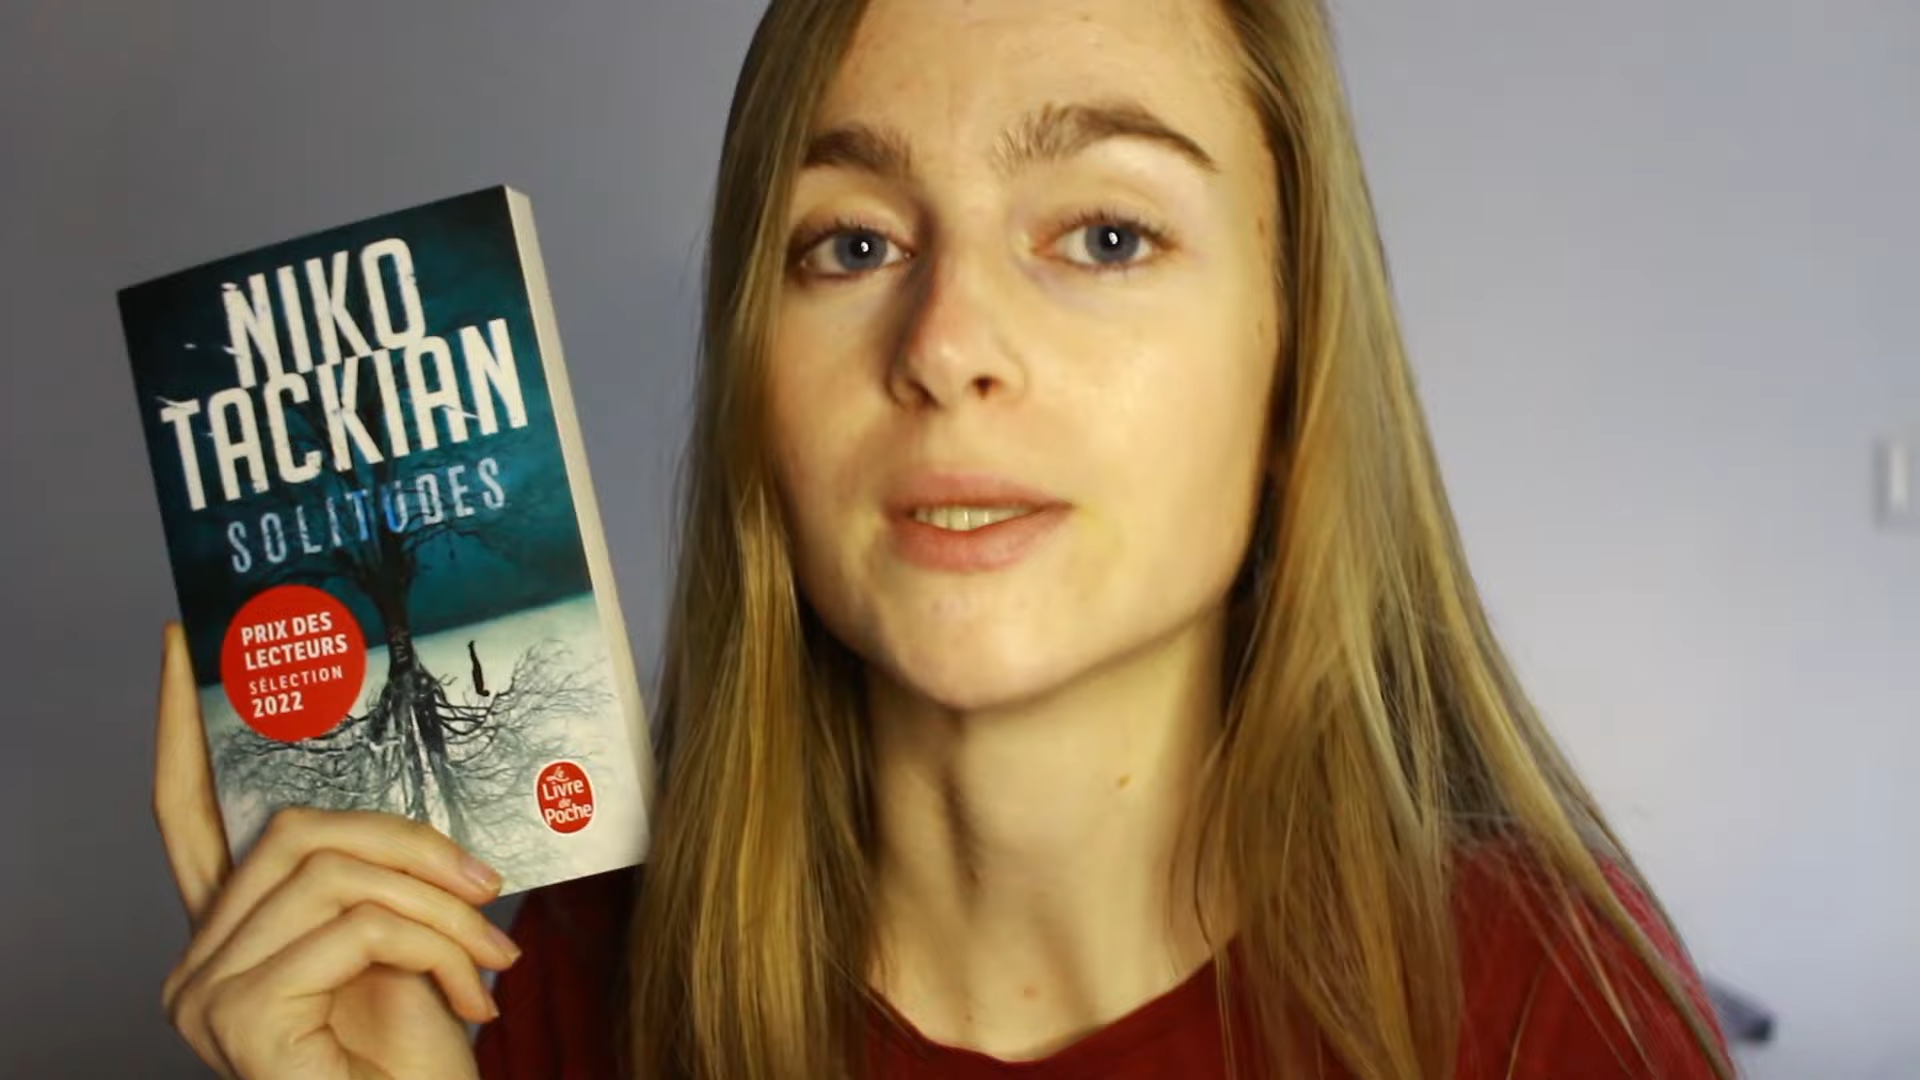 NIKO
TACKIAN
SOLITUDES
PRIX DES
LECTEURS
SÉLECTION
2022
Le
Livre
de
Poche